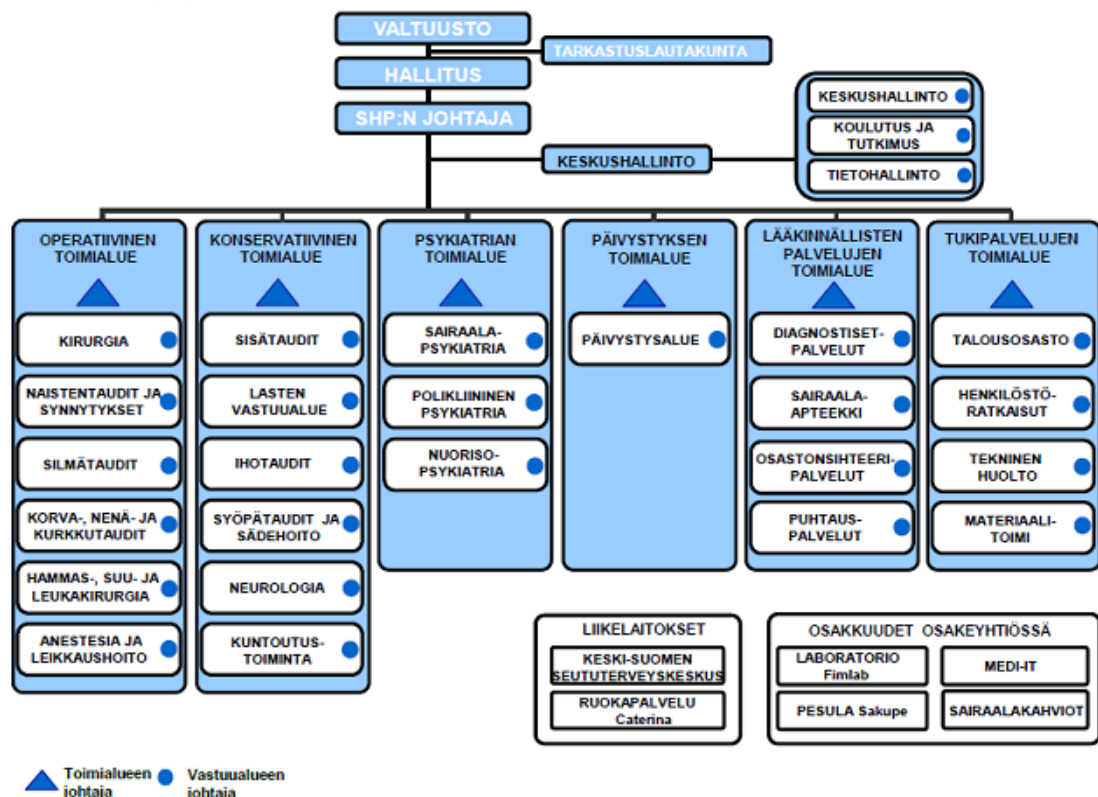 VALTUUSTO
TARKASTUSLAUTAKUNTA
HALLITUS
SHP:N JOHTAJA
KESKUSHALLINTO
KESKUSHALLINTO
KOULUTUS JA
TUTKIMUS
TIETOHALLINTO
OPERATIIVINEN
TOIMIALUE
KIRURGIA
NAISTENTAUDIT JA
SYNNYTYKSET
SILMÄTAUDIT
KORVA-, NENÄ- JA
KURKKUTAUDIT
HAMMAS-, SUU- JA
LEUKAKIRURGIA
ANESTESIA JA
LEIKKAUSHOITO
KONSERVATIIVINEN
TOIMIALUE
SISÄTAUDIT
LASTEN
VASTUUALUE
IHOTAUDIT
SYÖPÄTAUDIT JA
SÄDEHOITO
NEUROLOGIA
KUNTOUTUS-
TOIMINTA
PSYKIATRIAN
TOIMIALUE
SAIRAALA-
PSYKIATRIA
POLIKLIININEN
PSYKIATRIA
NUORISO-
PSYKIATRIA
PÄIVYSTYKSEN
TOIMIALUE
PÄIVYSTYSALUE
LÄÄKINNÄLLISTEN
PALVELUJEN
TOIMIALUE
DIAGNOSTISET-
PALVELUT
SAIRAALA-
APTEEKKI
OSASTONSIHTEERI-
PALVELUT
PUHTAUS-
PALVELUT
TUKIPALVELUJEN
TOIMIALUE
TALOUSOSASTO
HENKILÖSTÖ-
RATKAISUT
TEKNINEN
HUOLTO
MATERIAALI-
TOIMI
LIIKELAITOKSET
KESKI-SUOMEN
SEUTUTERVEYSKESKUS
RUOKAPALVELU
Caterina
OSAKKUUDET OSAKEYHTIÖSSÄ
LABORATORIO
Fimlab
MEDI-IT
PESULA Sakupe
SAIRAALAKAHVIOT
Toimialueen
johtaja
Vastuualueen
johtaja